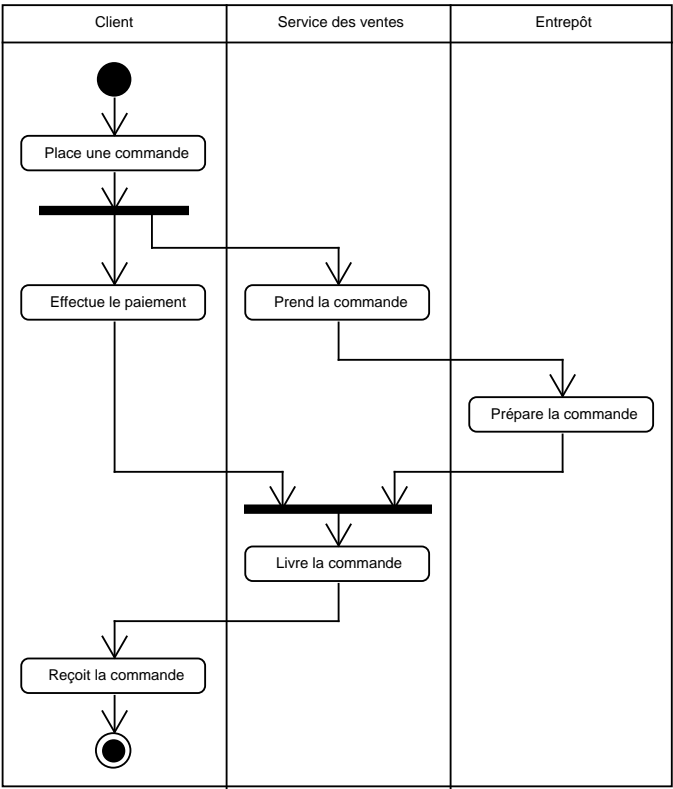 Client
Service des ventes
Entrepôt
Place une commande
Effectue le paiement
Prend la commande
Prépare la commande
Livre la commande
Reçoit la commande